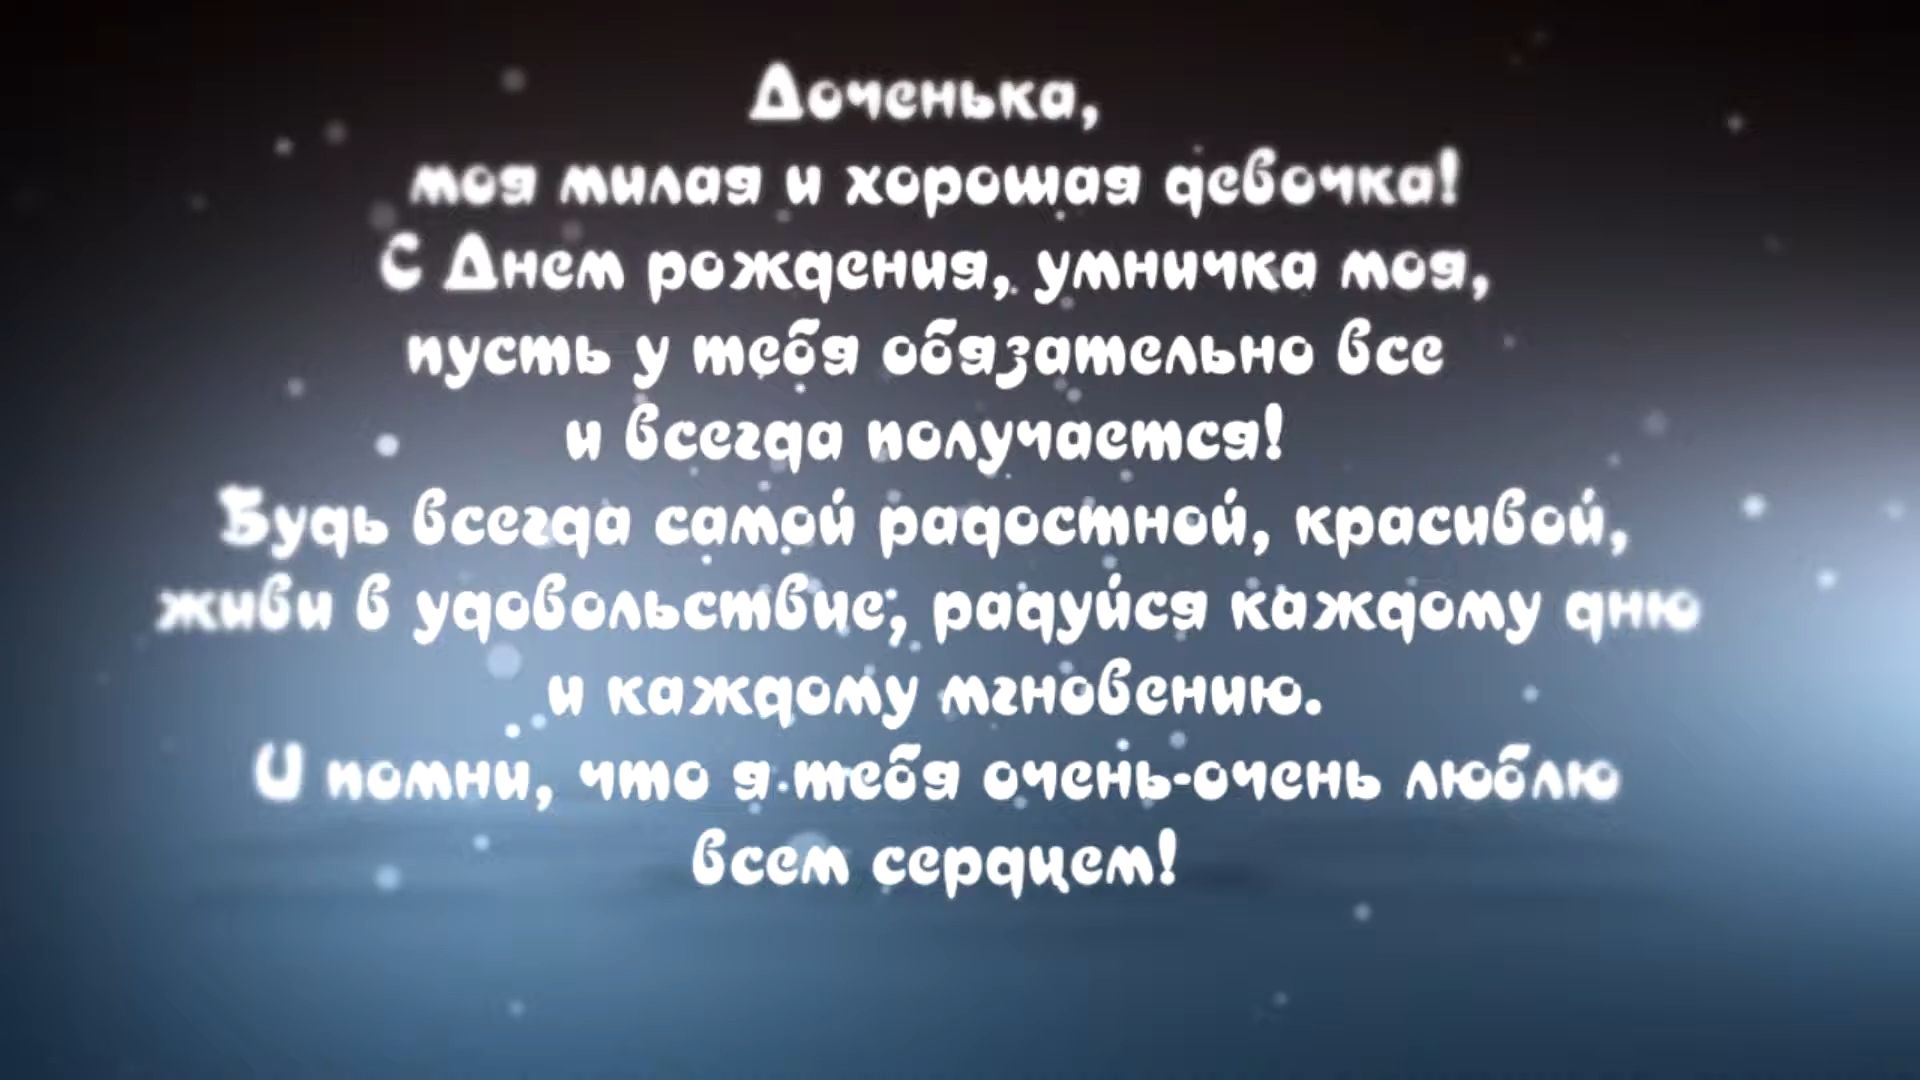 Доченька,
моя милая и хорошая девочка!
С Днем рождения, умничка моя,
пусть у тебя обязательно все
и всегда получается!
Будь всегда самой радостной, красивой,
живи в удовольствие, радуйся каждому дню
и каждому мгновению.
И помни, что я тебя очень-очень люблю
всем сердцем!